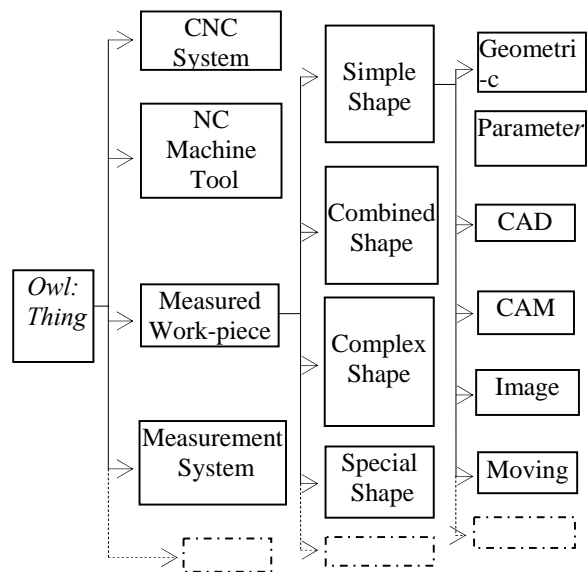 Owl:
Thing
CNC
System
NC
Machine
Tool
Measured
Work-piece
Measurement
System
Simple
Shape
Combined
Shape
Complex
Shape
Special
Shape
Geometri
-c
Parameter
CAD
CAM
Image
Moving